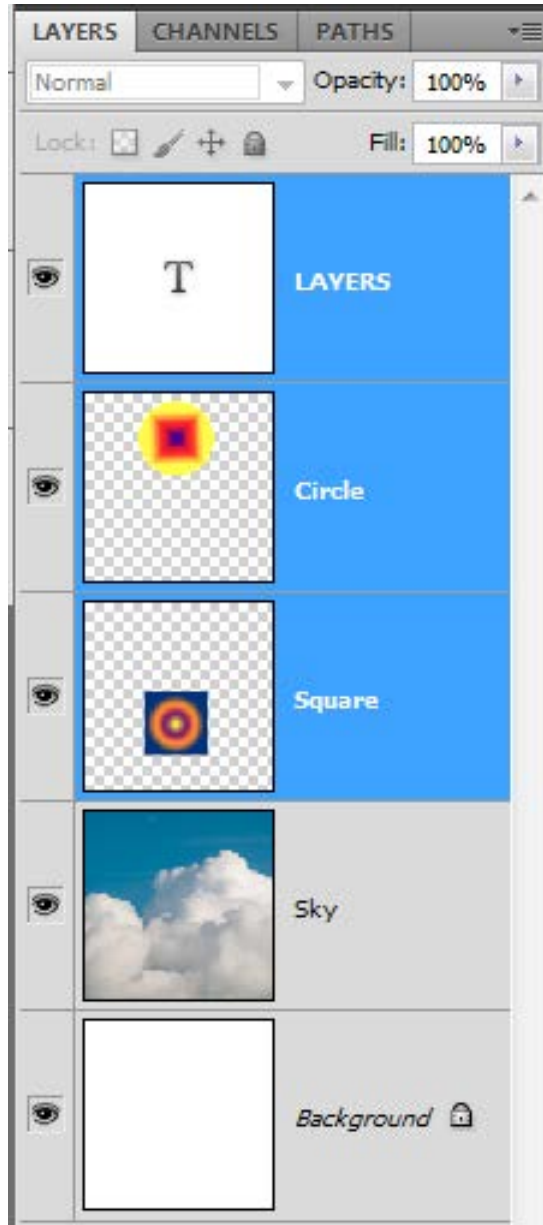 LAYERS CHANNELS PATHS
Normal Opacity: 100%
Lock: Fill: 100%
T LAYERS
Circle
Square
Sky
Background